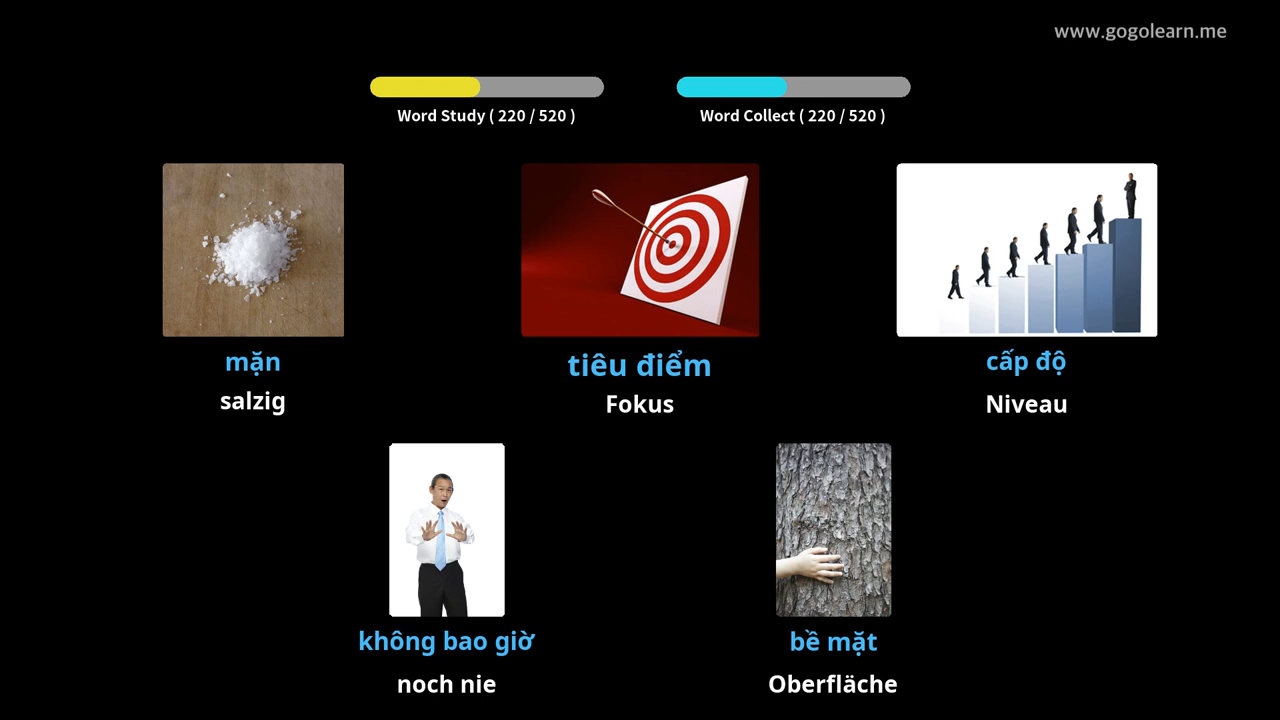 www.gogolearn.me
Word Study ( 220 / 520 )
Word Collect ( 220 / 520 )
mặn
salzig
tiêu điểm
Fokus
cấp độ
Niveau
không bao giờ
noch nie
bề mặt
Oberfläche